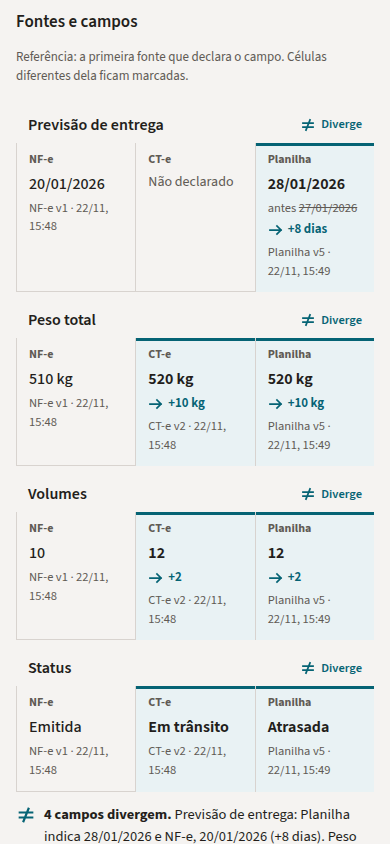 Fontes e campos
Referência: a primeira fonte que declara o campo. Células
diferentes dela ficam marcadas.
Previsão de entrega
≠ Diverge
NF-e
20/01/2026
NF-e v1 · 22/11,
15:48
CT-e
Não declarado
Planilha
28/01/2026
antes 27/01/2026
→ +8 dias
Planilha v5 ·
22/11, 15:49
Peso total
≠ Diverge
NF-e
510 kg
NF-e v1 · 22/11,
15:48
CT-e
520 kg
→ +10 kg
CT-e v2 · 22/11,
15:48
Planilha
520 kg
→ +10 kg
Planilha v5 ·
22/11, 15:49
Volumes
≠ Diverge
NF-e
10
NF-e v1 · 22/11,
15:48
CT-e
12
→ +2
CT-e v2 · 22/11,
15:48
Planilha
12
→ +2
Planilha v5 ·
22/11, 15:49
Status
≠ Diverge
NF-e
Emitida
NF-e v1 · 22/11,
15:48
CT-e
Em trânsito
CT-e v2 · 22/11,
15:48
Planilha
Atrasada
Planilha v5 ·
22/11, 15:49
≠ 4 campos divergem. Previsão de entrega: Planilha
indica 28/01/2026 e NF-e, 20/01/2026 (+8 dias). Peso